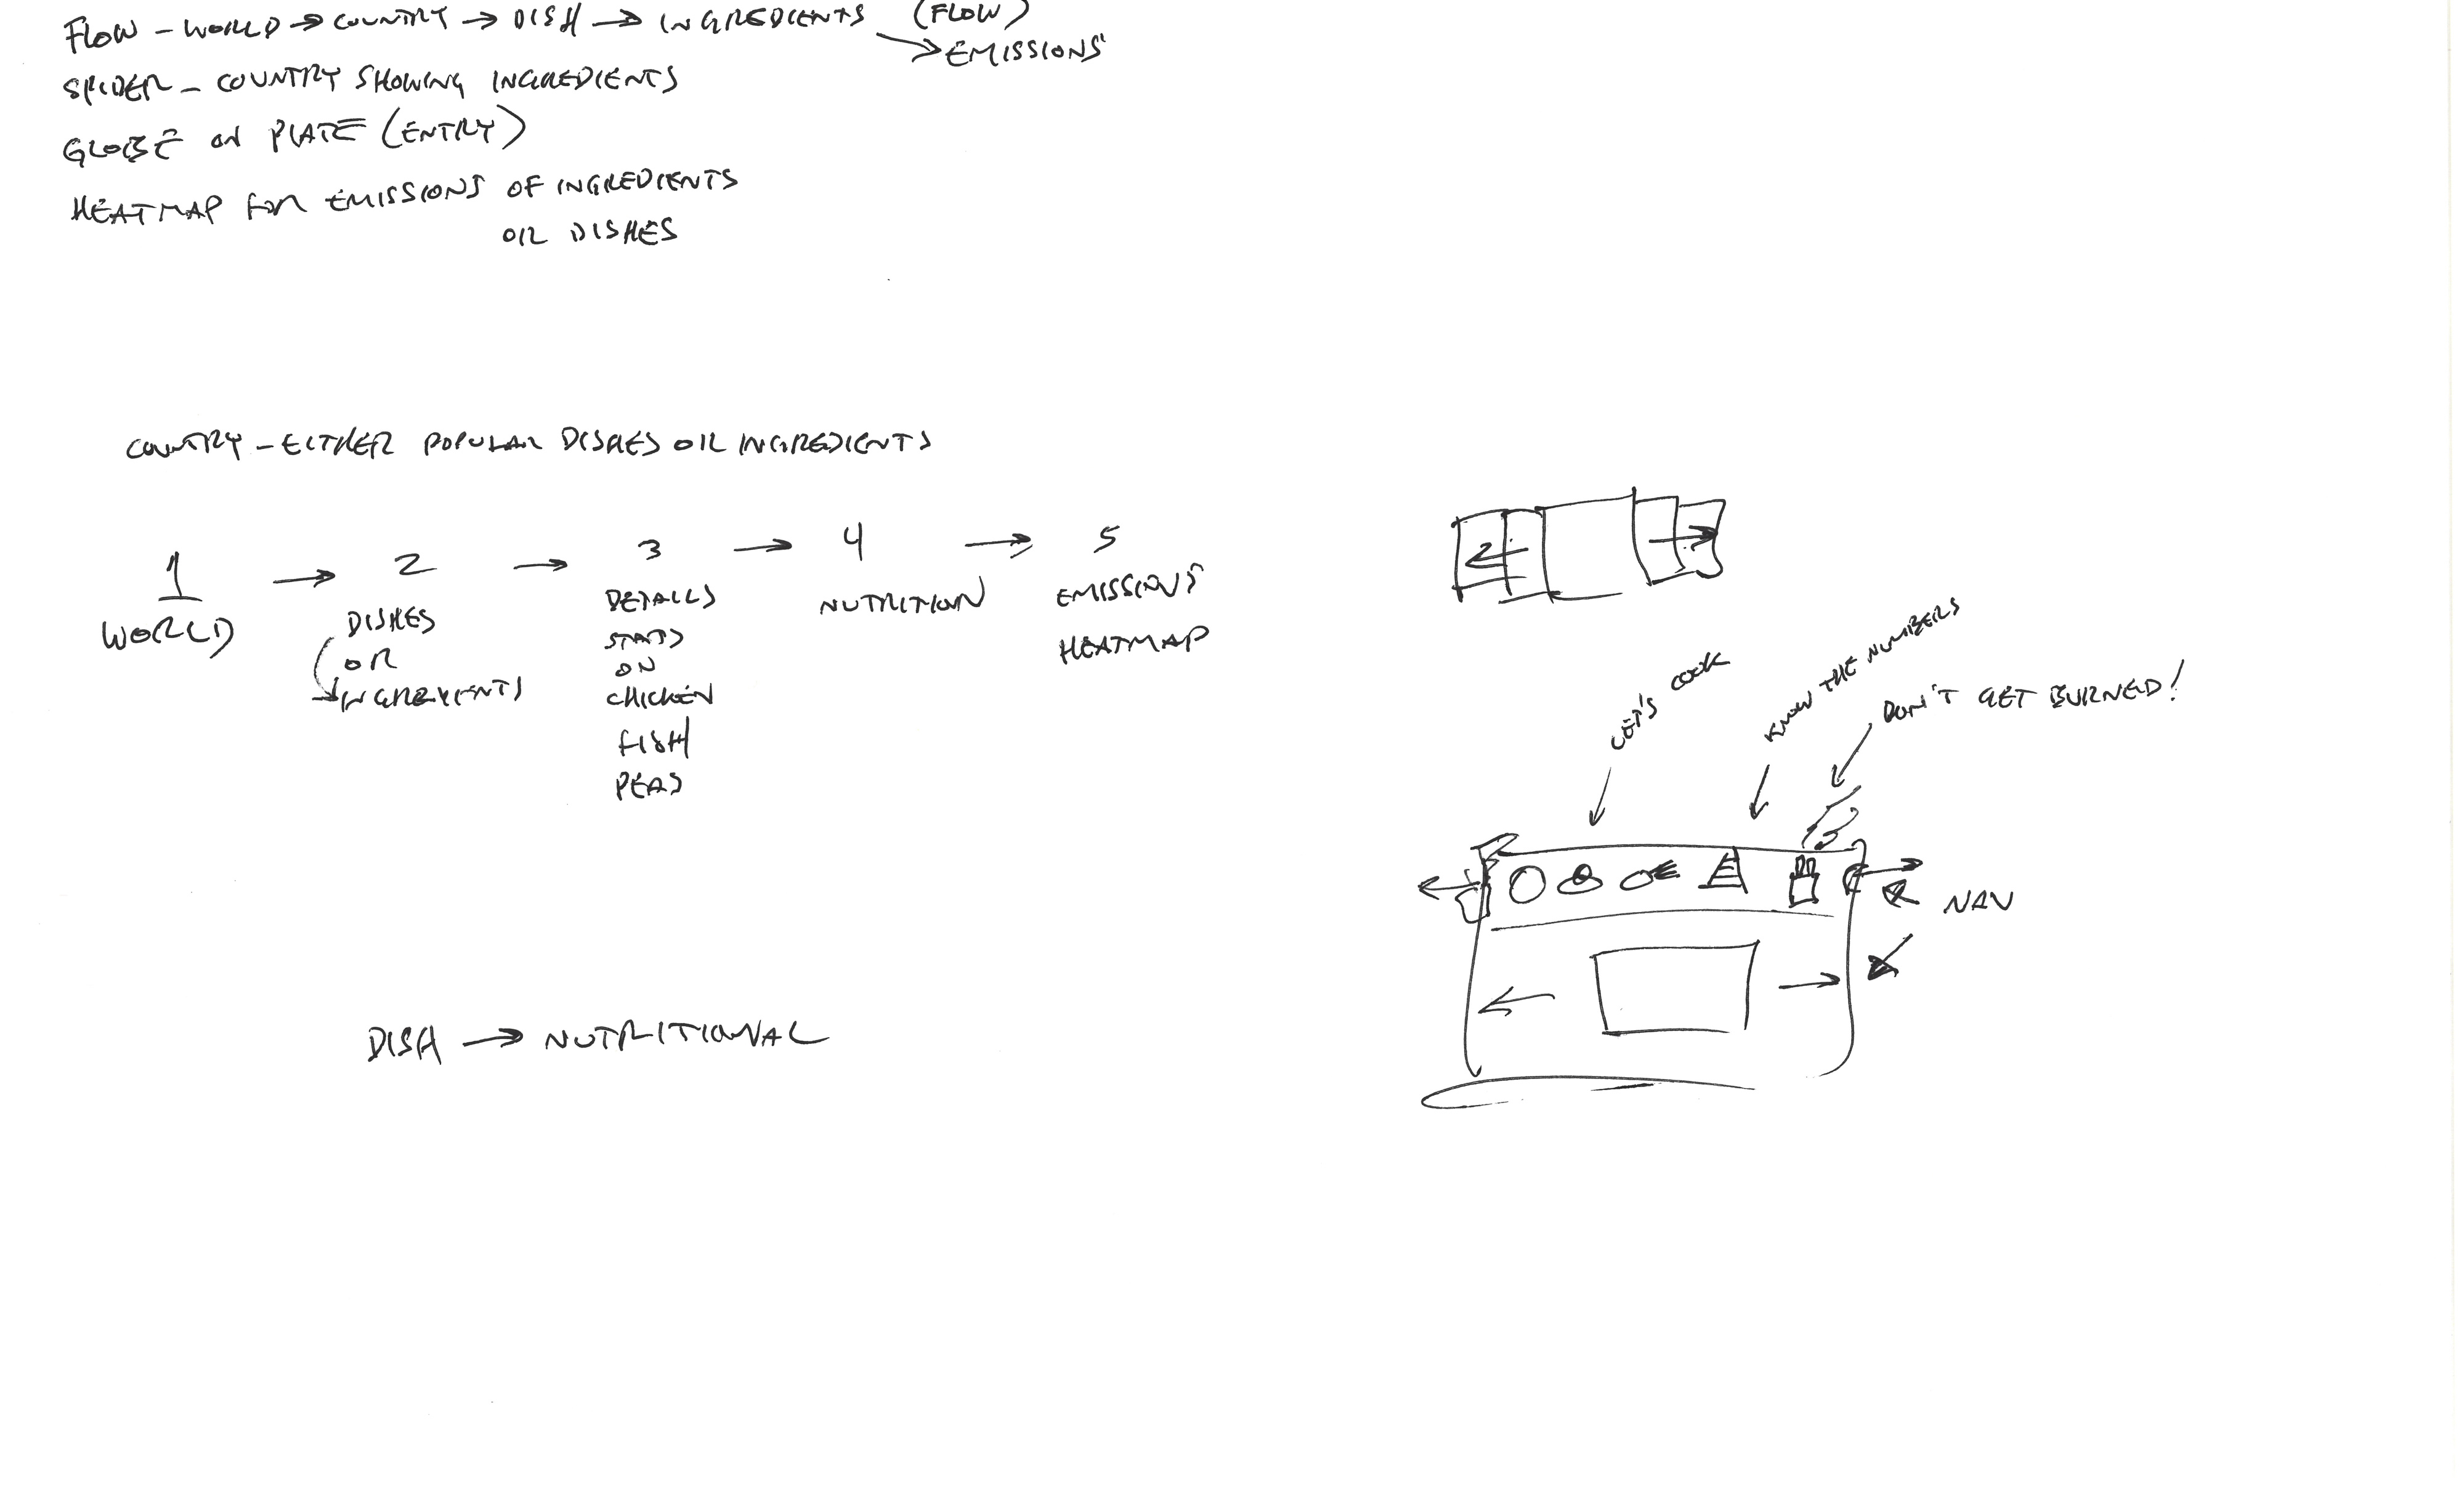 FLOW - WORLD → COUNTRY → DISH → INGREDIENTS (FLOW)
→ EMISSIONS
SPIDER - COUNTRY SHOWING INGREDIENTS
GLOBE ON PLATE (ENTRY)
HEATMAP FOR EMISSIONS OF INGREDIENTS
OR DISHES
COUNTRY - EITHER POPULAR DISHES OR INGREDIENTS
1 → 2 → 3 → 4 → 5
WORLD
DISHES
OR
INGREDIENTS
DETAILS
STATS
ON
CHICKEN
FISH
PEAS
NUTRITION
EMISSIONS
HEATMAP
LET'S COOK
KNOW THE NUMBERS
DON'T GET BURNED!
NAV
DISH → NUTRITIONAL